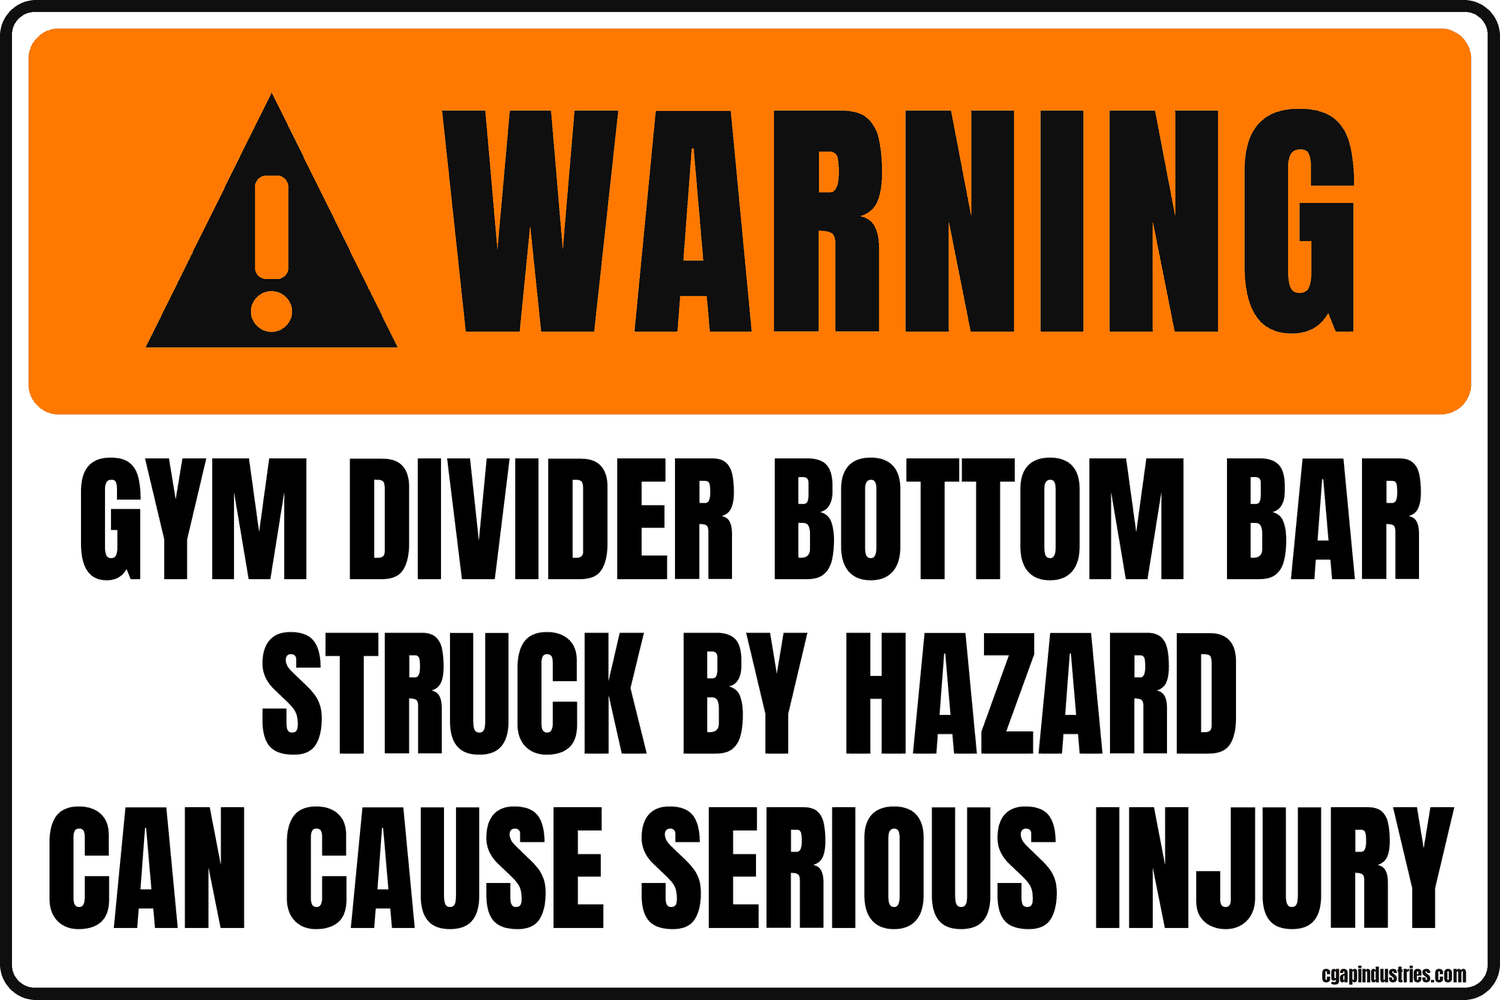 WARNING
GYM DIVIDER BOTTOM BAR
STRUCK BY HAZARD
CAN CAUSE SERIOUS INJURY
cgapindustries.com